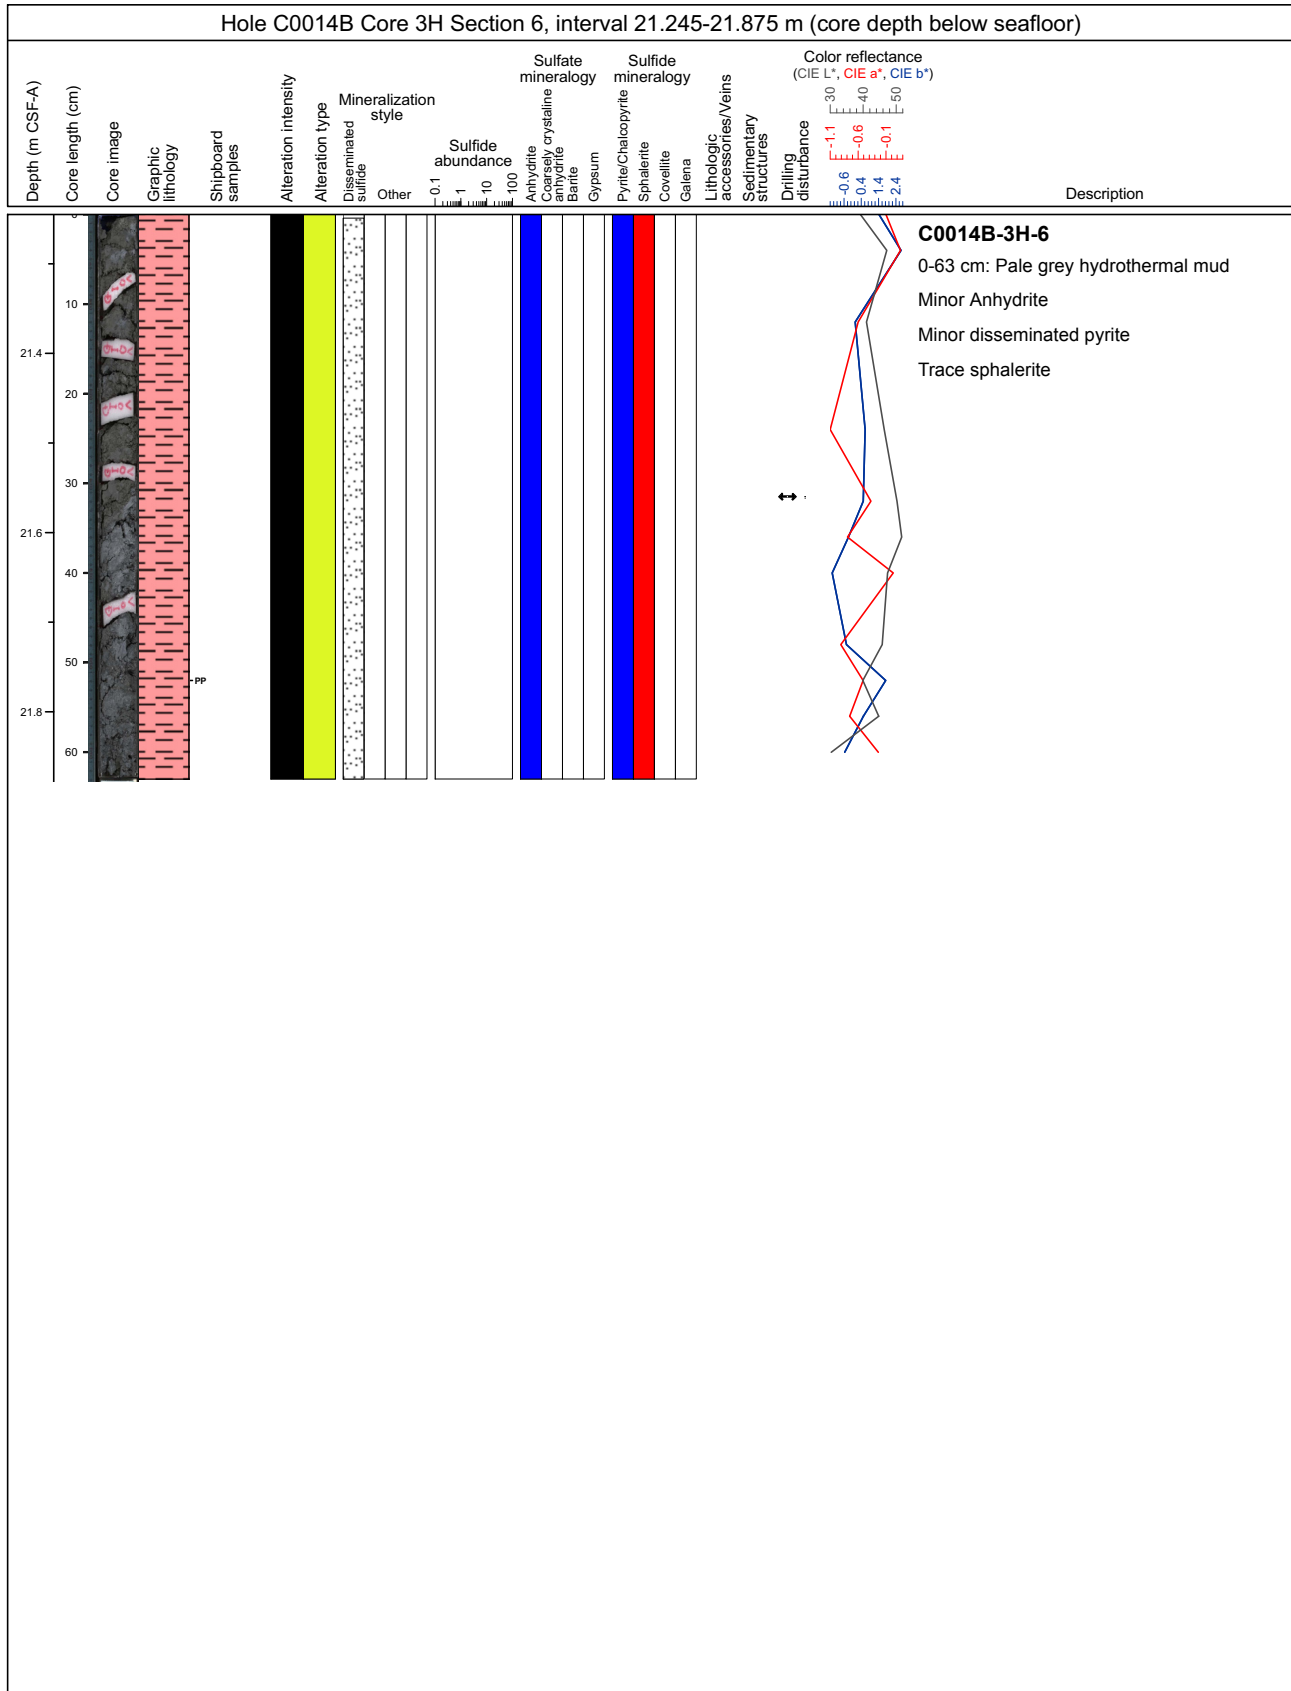 Hole C0014B Core 3H Section 6, interval 21.245-21.875 m (core depth below seafloor)
Depth (m CSF-A)
Core length (cm)
Core image
Graphic
lithology
Shipboard
samples
Alteration intensity
Alteration type
Mineralization
style
Disseminated
sulfide
Other
Sulfide
abundance
0.1
1
10
100
Sulfate
mineralogy
Anhydrite
Coarsely crystaline
anhydrite
Barite
Gypsum
Sulfide
mineralogy
Pyrite/Chalcopyrite
Sphalerite
Covellite
Galena
Lithologic
accessories/Veins
Sedimentary
structures
Drilling
disturbance
Color reflectance
(CIE L*, CIE a*, CIE b*)
30
40
50
-1.1
-0.6
-0.1
-0.6
0.4
1.4
2.4
Description
C0014B-3H-6
0-63 cm: Pale grey hydrothermal mud
Minor Anhydrite
Minor disseminated pyrite
Trace sphalerite
0
10
21.4
20
30
21.6
40
50
PP
21.8
60
VOID
VOID
VOID
VOID
VOID